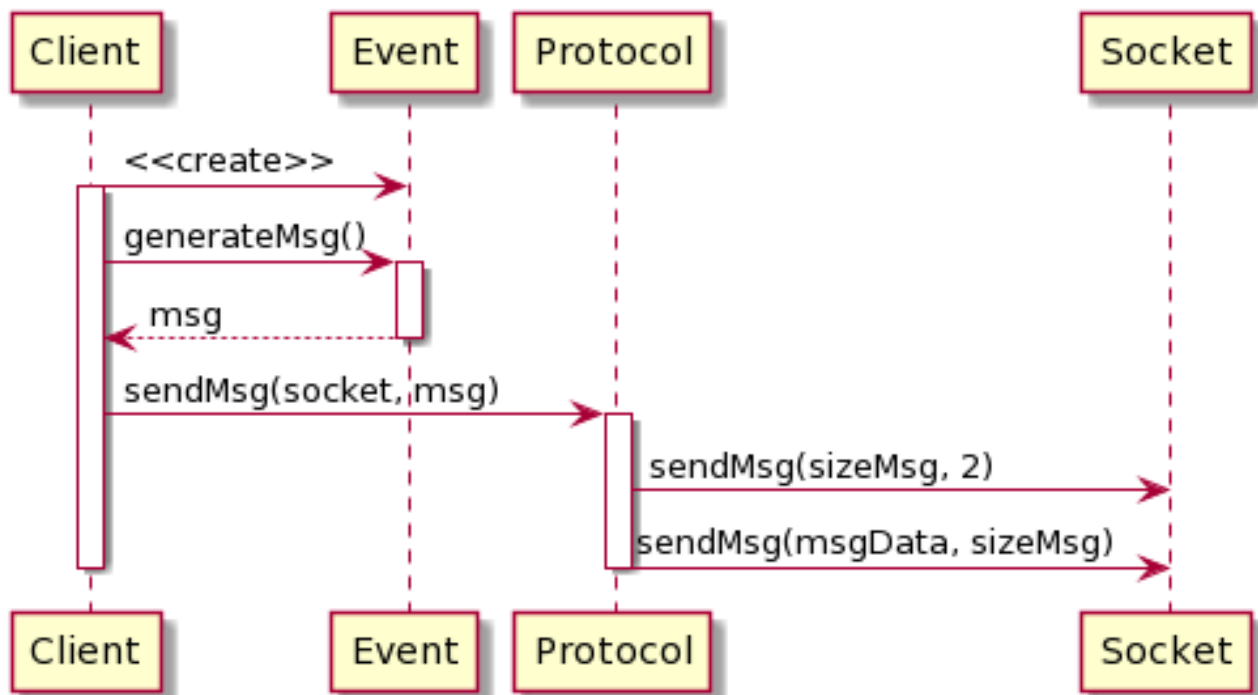 Client Event Protocol Socket
<<create>>
generateMsg()
msg
sendMsg(socket, msg)
sendMsg(sizeMsg, 2)
sendMsg(msgData, sizeMsg)
Client Event Protocol Socket